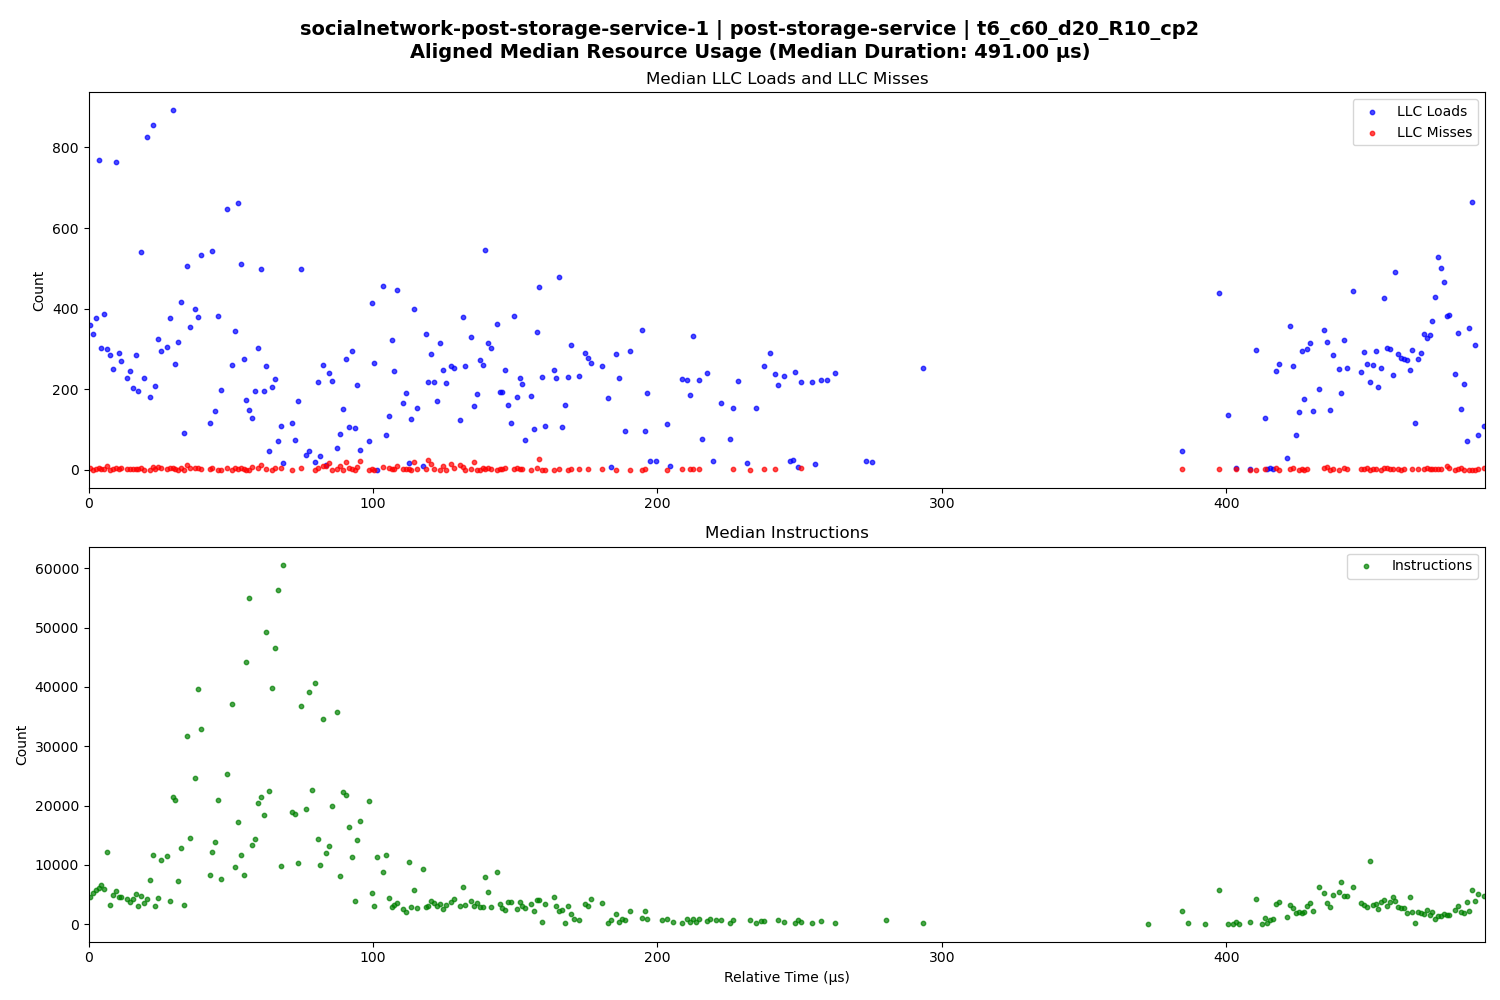 socialnetwork-post-storage-service-1 | post-storage-service | t6_c60_d20_R10_cp2
Aligned Median Resource Usage (Median Duration: 491.00 µs)
Median LLC Loads and LLC Misses
LLC Loads
LLC Misses
Count
800
600
400
200
0
0 100 200 300 400
Median Instructions
Instructions
Count
60000
50000
40000
30000
20000
10000
0
0 100 200 300 400
Relative Time (µs)